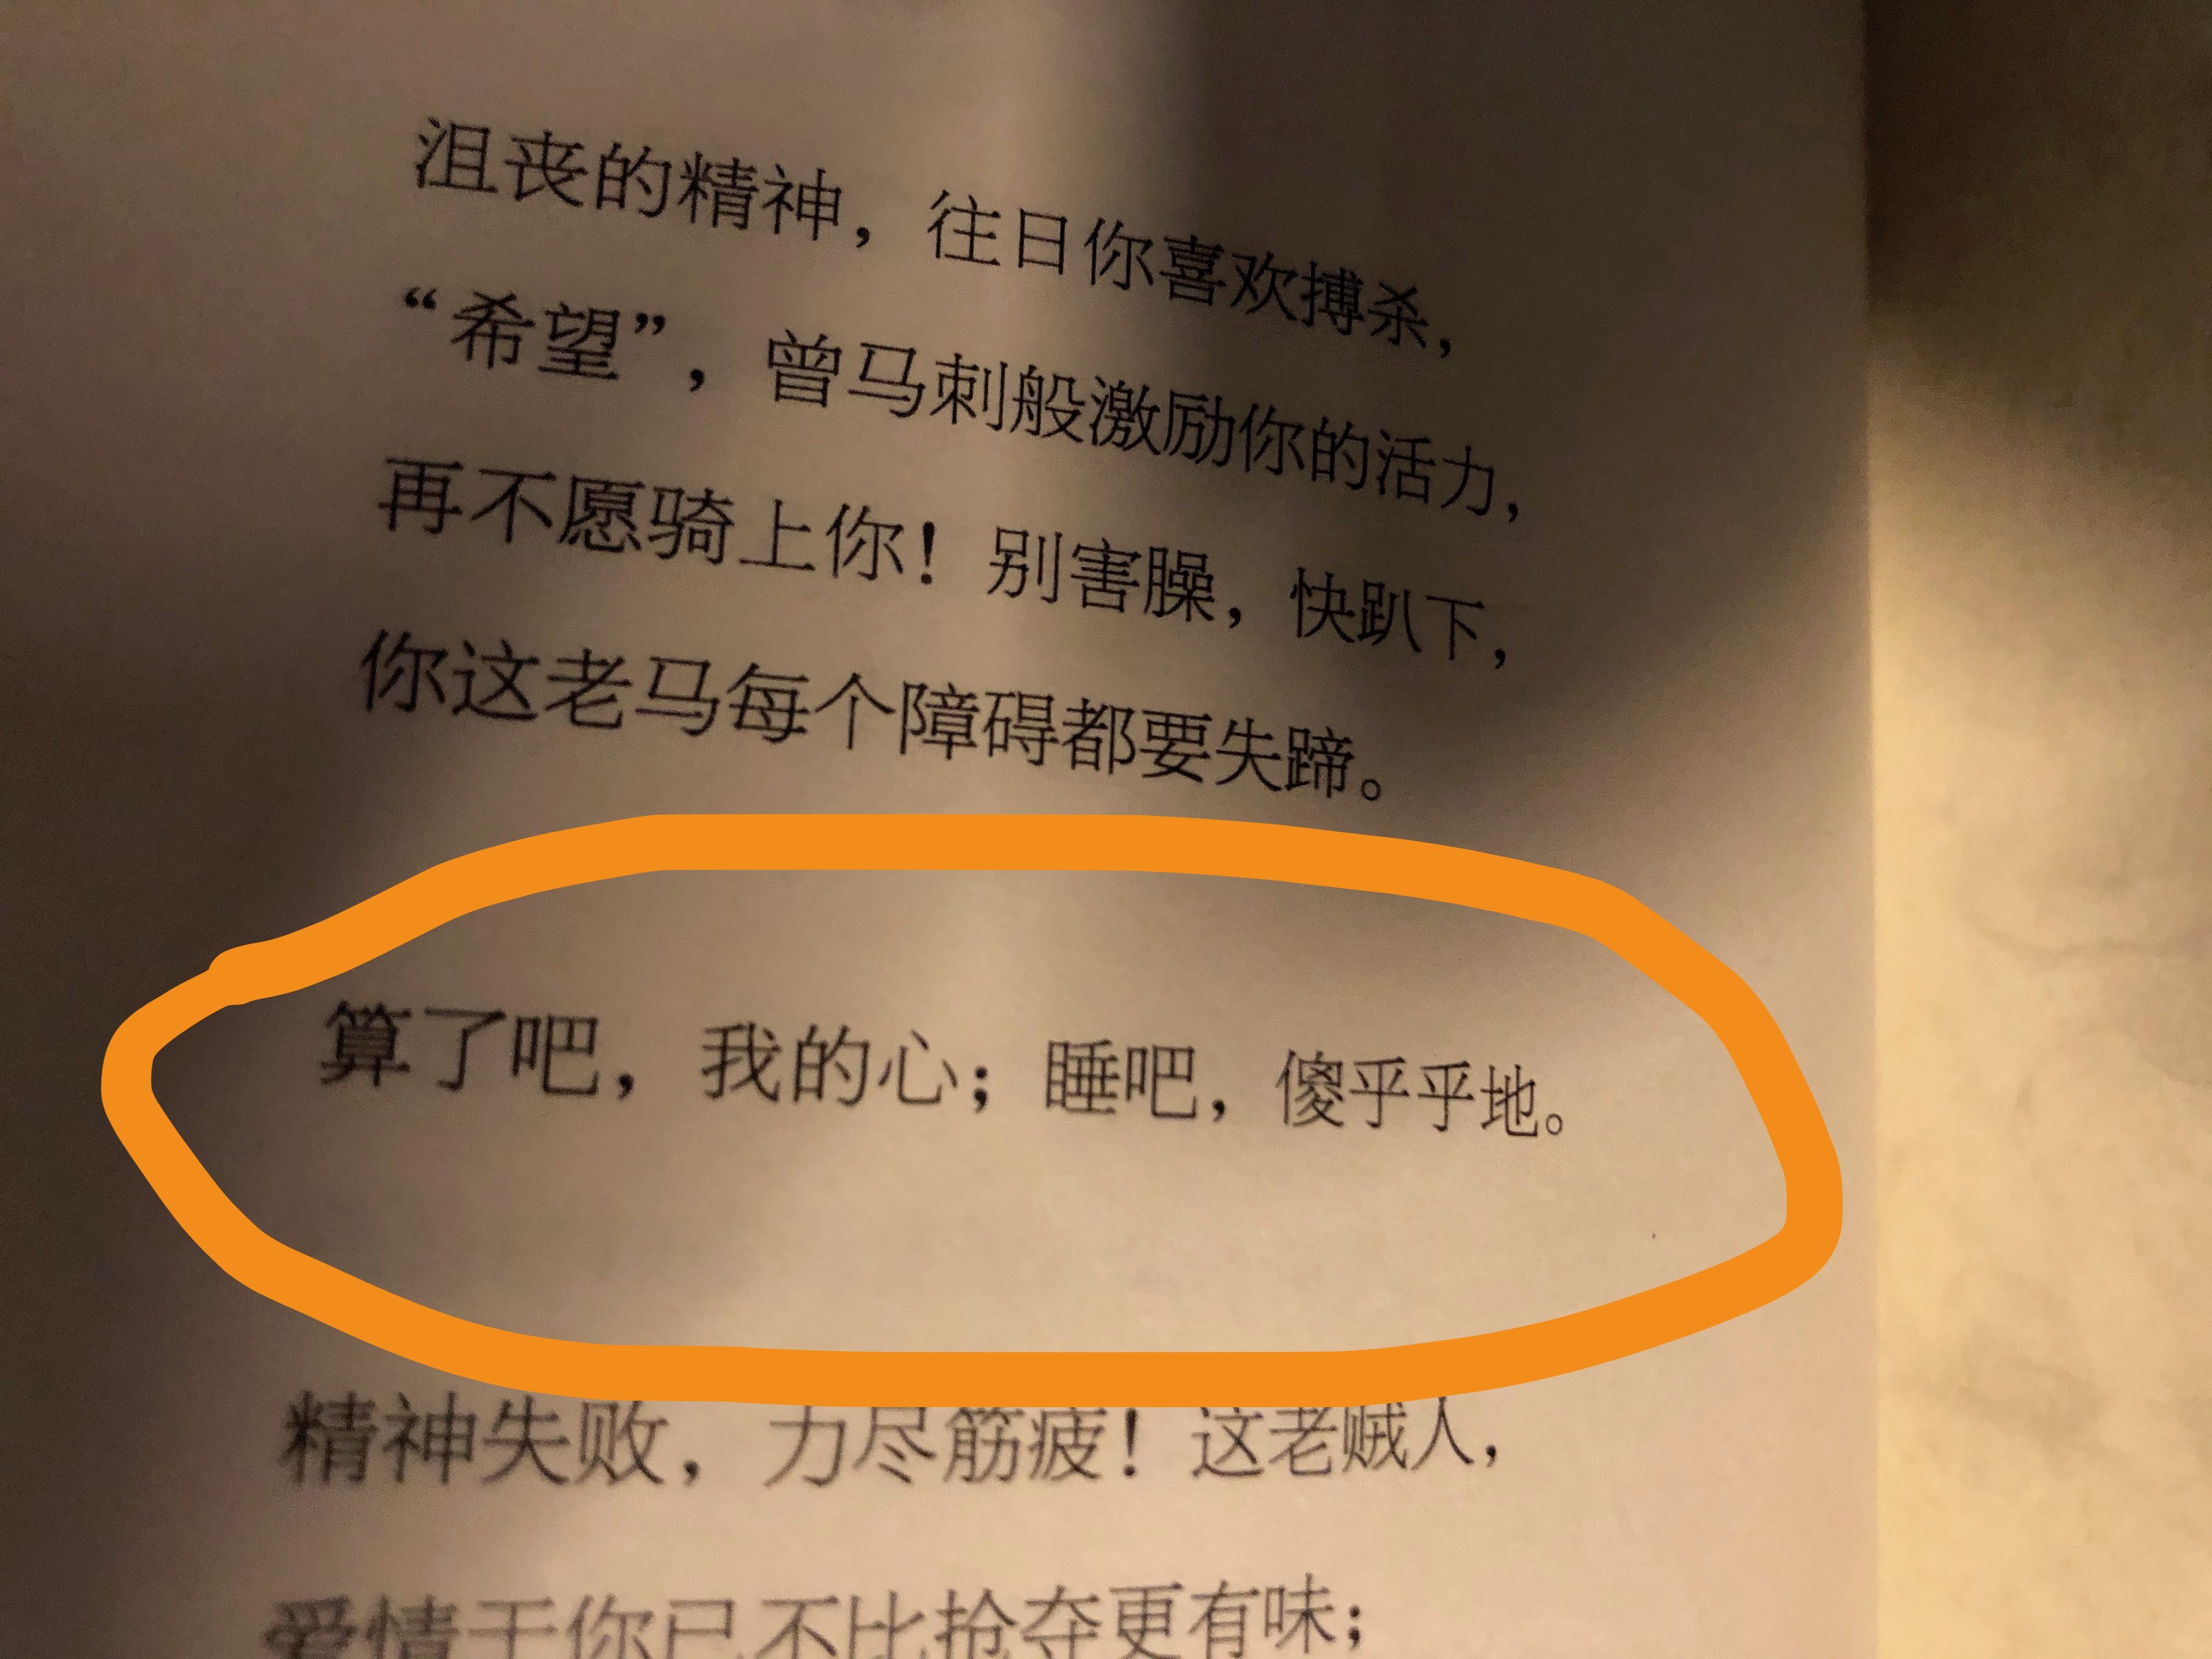 沮丧的精神，往日你喜欢搏杀，
“希望”，曾马刺般激励你的活力，
再不愿骑上你！别害臊，快趴下，
你这老马每个障碍都要失蹄。
算了吧，我的心；睡吧，傻乎乎地。
精神失败，力尽筋疲！这老贼人，
爱情于你已不比抢夺更有味；